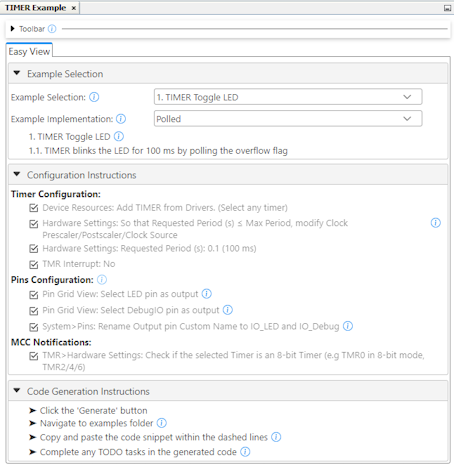 TIMER Example ×
Toolbar
Easy View
Example Selection
Example Selection: 1. TIMER Toggle LED
Example Implementation: Polled
1. TIMER Toggle LED
1.1. TIMER blinks the LED for 100 ms by polling the overflow flag
Configuration Instructions
Timer Configuration:
Device Resources: Add TIMER from Drivers. (Select any timer)
Hardware Settings: So that Requested Period (s) ≤ Max Period, modify Clock
Prescaler/Postscaler/Clock Source
Hardware Settings: Requested Period (s): 0.1 (100 ms)
TMR Interrupt: No
Pins Configuration:
Pin Grid View: Select LED pin as output
Pin Grid View: Select DebugIO pin as output
System>Pins: Rename Output pin Custom Name to IO_LED and IO_Debug
MCC Notifications:
TMR>Hardware Settings: Check if the selected Timer is an 8-bit Timer (e.g TMR0 in 8-bit mode,
TMR2/4/6)
Code Generation Instructions
➤ Click the 'Generate' button
➤ Navigate to examples folder
➤ Copy and paste the code snippet within the dashed lines
➤ Complete any TODO tasks in the generated code